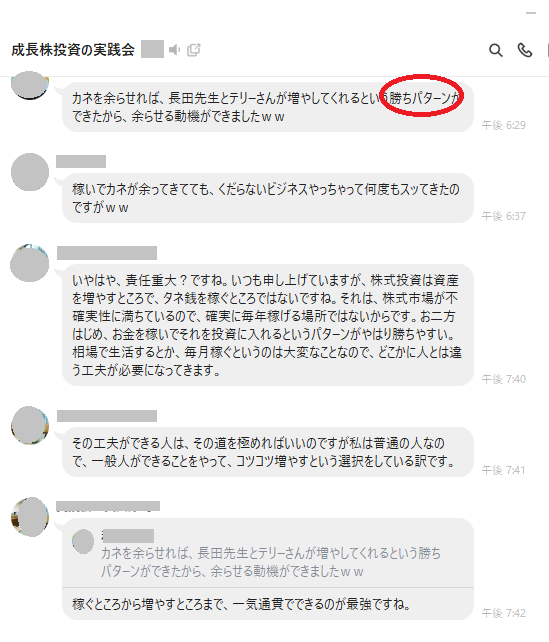 成長株投資の実践会
カネを余らせれば、長田先生とテリーさんが増やしてくれるという勝ちパターンが
できたから、余らせる動機ができましたｗｗ
午後 6:29
稼いでカネが余ってきてても、くだらないビジネスやっちゃって何度もスッてきたの
ですがｗｗ
午後 6:37
いやはや、責任重大？ですね。いつも申し上げていますが、株式投資は資産
を増やすところで、タネ銭を稼ぐところではないですね。それは、株式市場が不
確実性に満ちているので、確実に毎年稼げる場所ではないからです。お二方
はじめ、お金を稼いでそれを投資に入れるというパターンがやはり勝ちやすい。
相場で生活するとか、毎月稼ぐというのは大変なことなので、どこかに人とは違
う工夫が必要になってきます。
午後 7:40
その工夫ができる人は、その道を極めればいいのですが私は普通の人なの
で、一般人ができることをやって、コツコツ増やすという選択をしている訳です。
午後 7:41
カネを余らせれば、長田先生とテリーさんが増やしてくれるという勝ち
パターンができたから、余らせる動機ができましたｗｗ
稼ぐところから増やすところまで、一気通貫でできるのが最強ですね。
午後 7:42